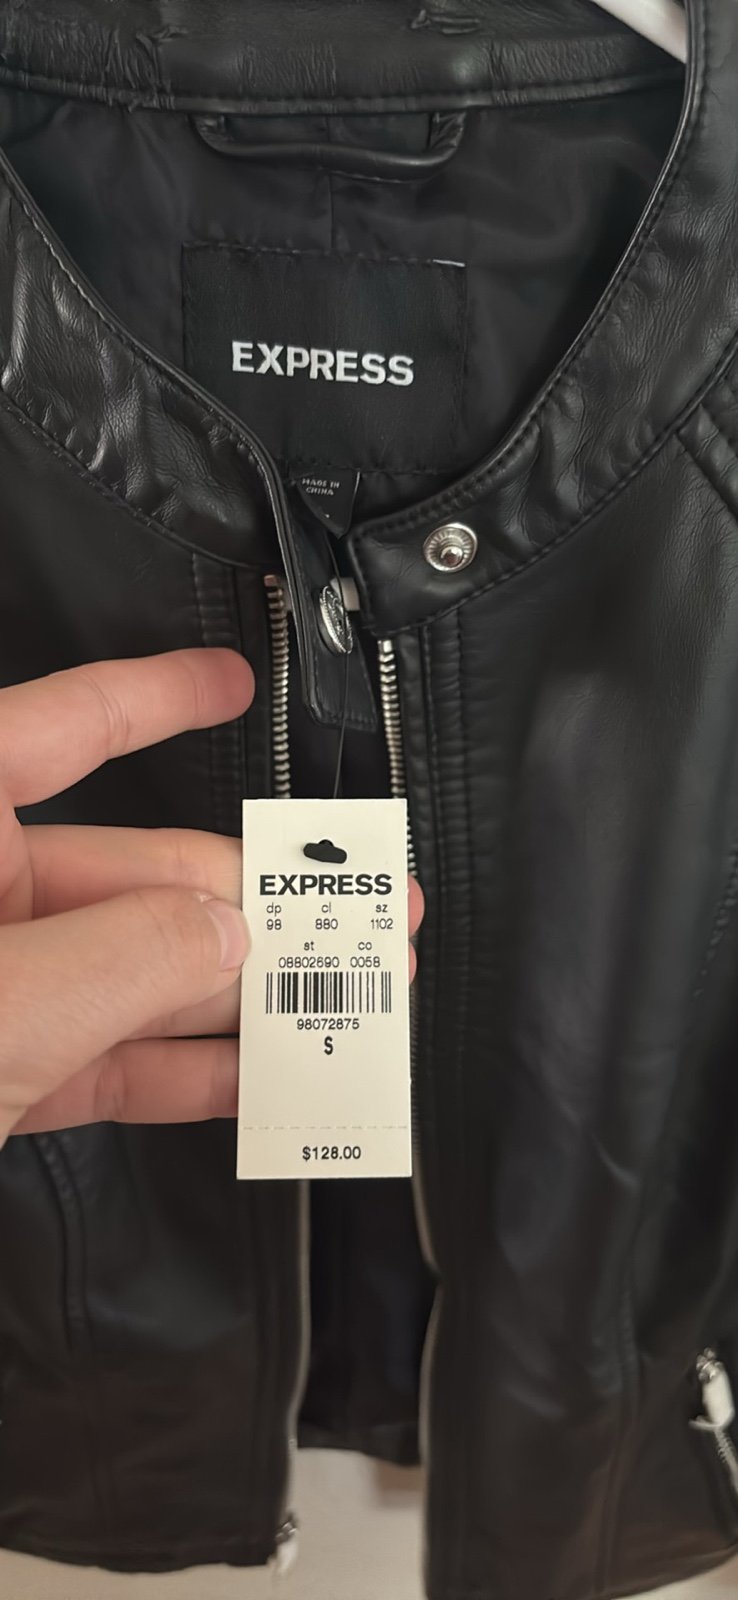 EXPRESS
MADE IN
CHINA
EXPRESS
dp cl sz
98 880 1102
st co
08802690 0058
98072875
S
$128.00